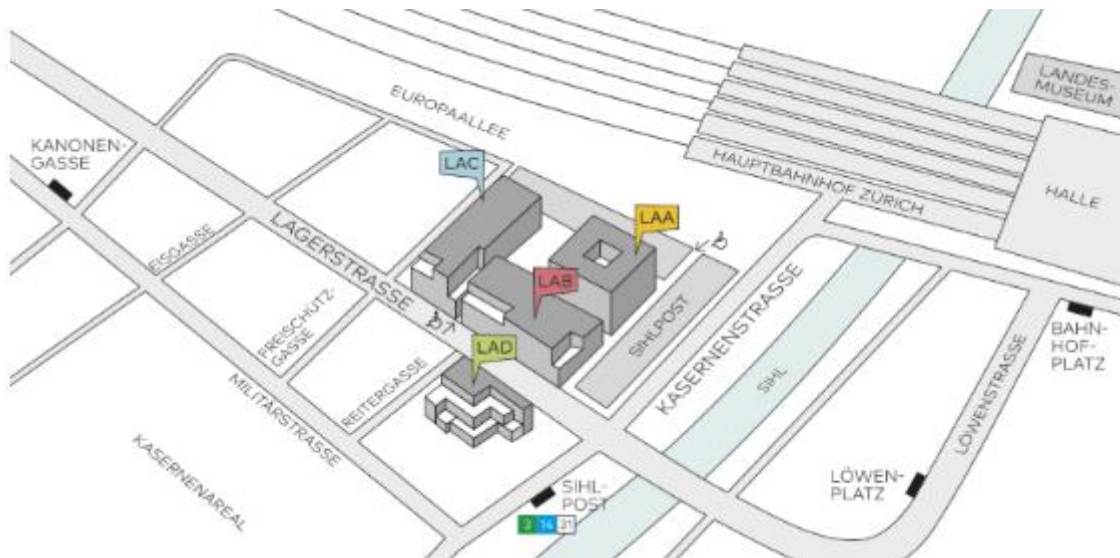 LANDES-
MUSEUM
EUROPAALLEE
KANONEN-
GASSE
LAC
HAUPTBAHNHOF ZÜRICH
HALLE
LAA
LAGERSTRASSE
EISGASSE
LAB
SIHLPOST
KASERNENSTRASSE
FREISCHÜTZ-
GASSE
LAD
BAHN-
HOF-
PLATZ
REITERGASSE
MILITÄRSTRASSE
SIHL
LÖWENSTRASSE
KASERNENAREAL
LÖWEN-
PLATZ
SIHL-
POST
3 14 31